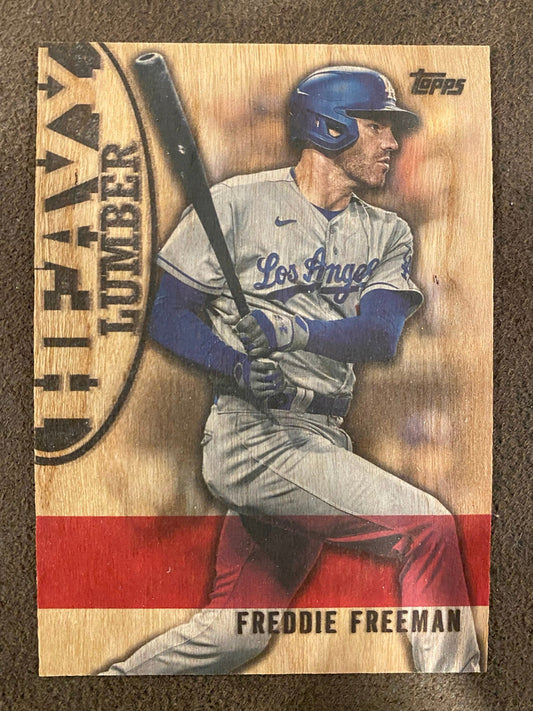 HEAVY
LUMBER
TOPPS
Los Angeles
FREDDIE FREEMAN